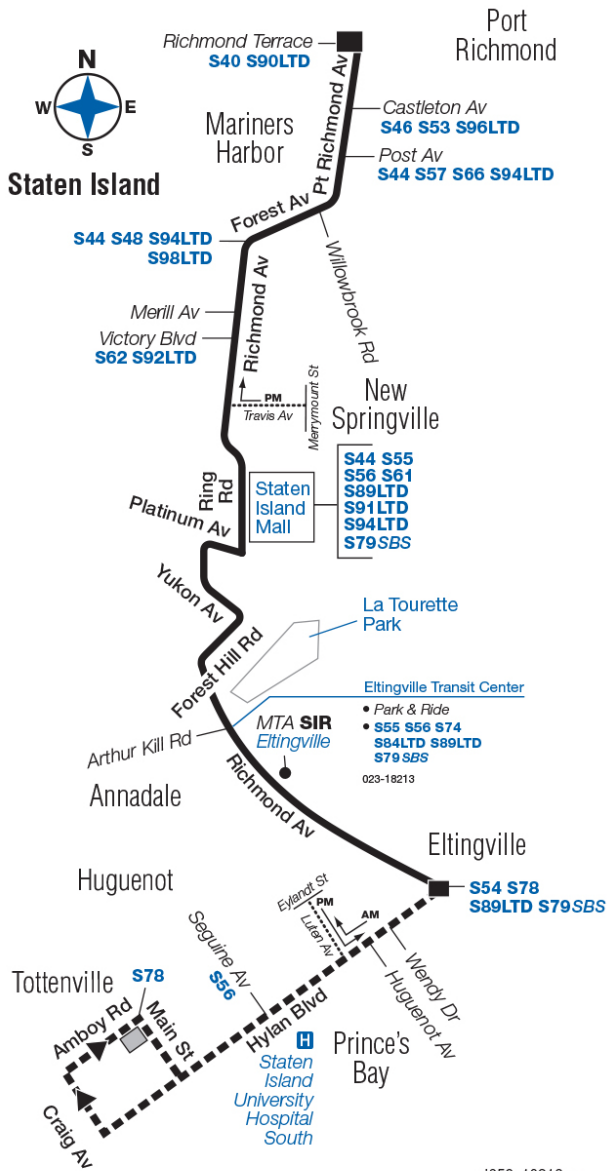 Port
Richmond
Richmond Terrace
S40 S90LTD
N
W
E
S
Staten Island
Mariners
Harbor
Pt Richmond Av
Castleton Av
S46 S53 S96LTD
Post Av
S44 S57 S66 S94LTD
Forest Av
S44 S48 S94LTD
S98LTD
Willowbrook Rd
Richmond Av
Merill Av
Victory Blvd
S62 S92LTD
PM
Travis Av
Merrymount St
New
Springville
Ring
Rd
Platinum Av
Staten
Island
Mall
S44 S55
S56 S61
S89LTD
S91LTD
S94LTD
S79SBS
Yukon Av
La Tourette
Park
Forest Hill Rd
Eltingville Transit Center
• Park & Ride
• S55 S56 S74
S84LTD S89LTD
S79SBS
023-18213
MTA SIR
Eltingville
Arthur Kill Rd
Richmond Av
Annadale
Eltingville
S54 S78
S89LTD S79SBS
Huguenot
Eylandt St
PM
AM
Luten Av
Seguine Av
S56
Wendy Dr
Huguenot Av
Hylan Blvd
Tottenville
S78
Amboy Rd
Main St
Craig Av
H
Staten
Island
University
Hospital
South
Prince's
Bay